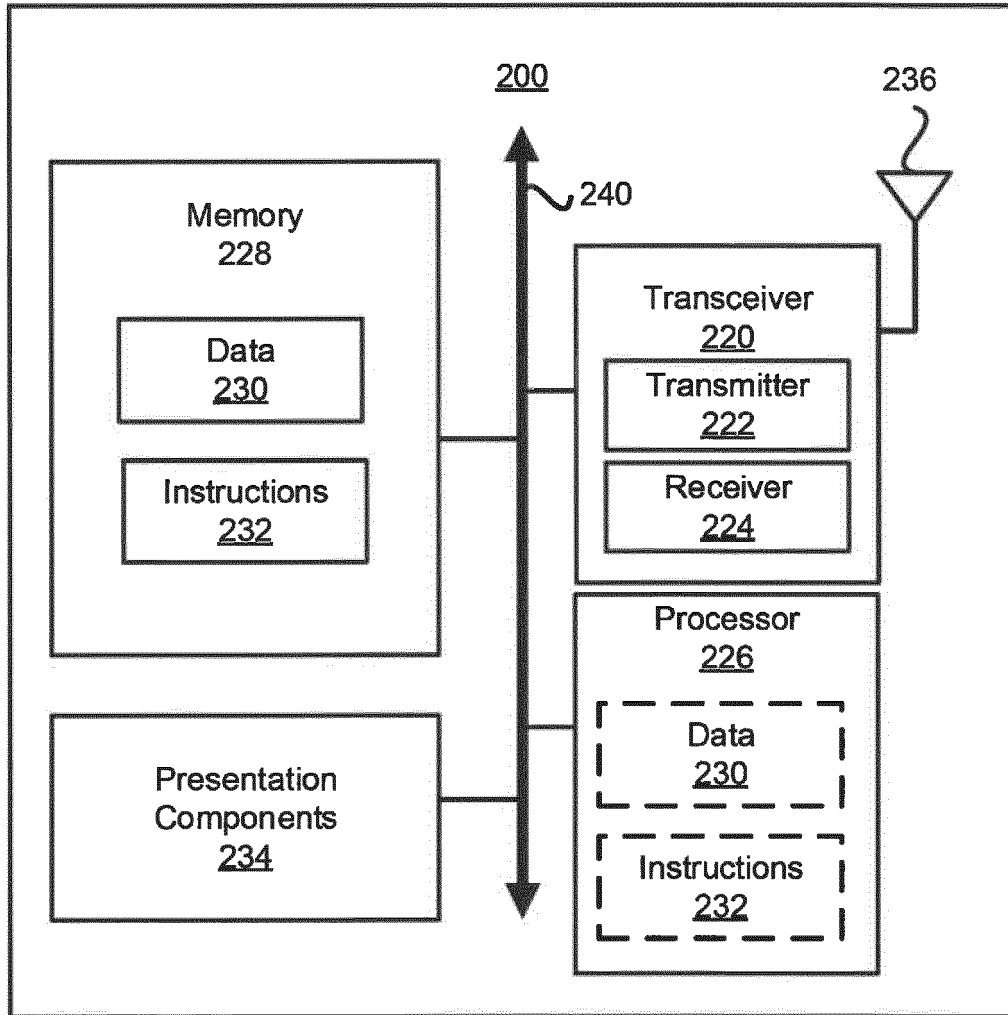 200
236
240
Memory
228
Data
230
Instructions
232
Transceiver
220
Transmitter
222
Receiver
224
Processor
226
Data
230
Instructions
232
Presentation
Components
234